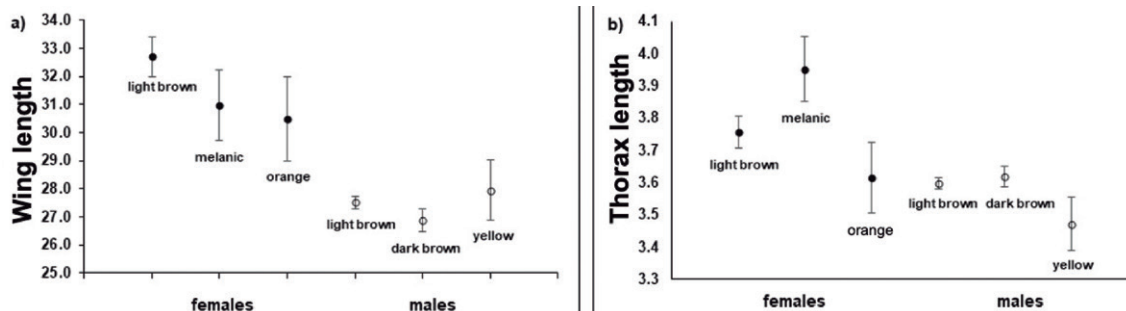 a)
Wing length
34.0
33.0
32.0
31.0
30.0
29.0
28.0
27.0
26.0
25.0
light brown
melanic
orange
light brown
dark brown
yellow
females
males
b)
Thorax length
4.1
4.0
3.9
3.8
3.7
3.6
3.5
3.4
3.3
light brown
melanic
orange
light brown
dark brown
yellow
females
males